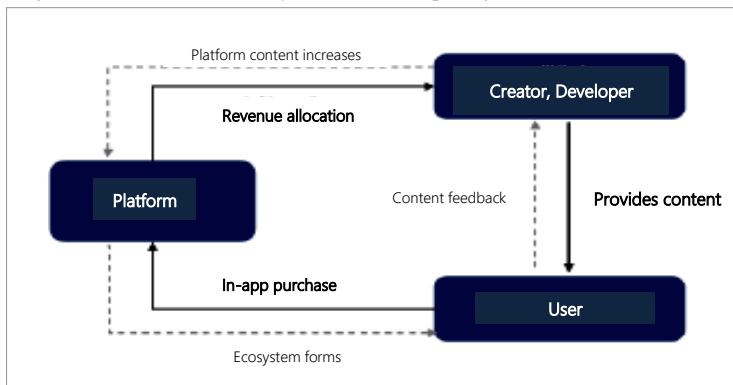 Platform content increases
Creator, Developer
Revenue allocation
Platform
Content feedback
Provides content
In-app purchase
User
Ecosystem forms